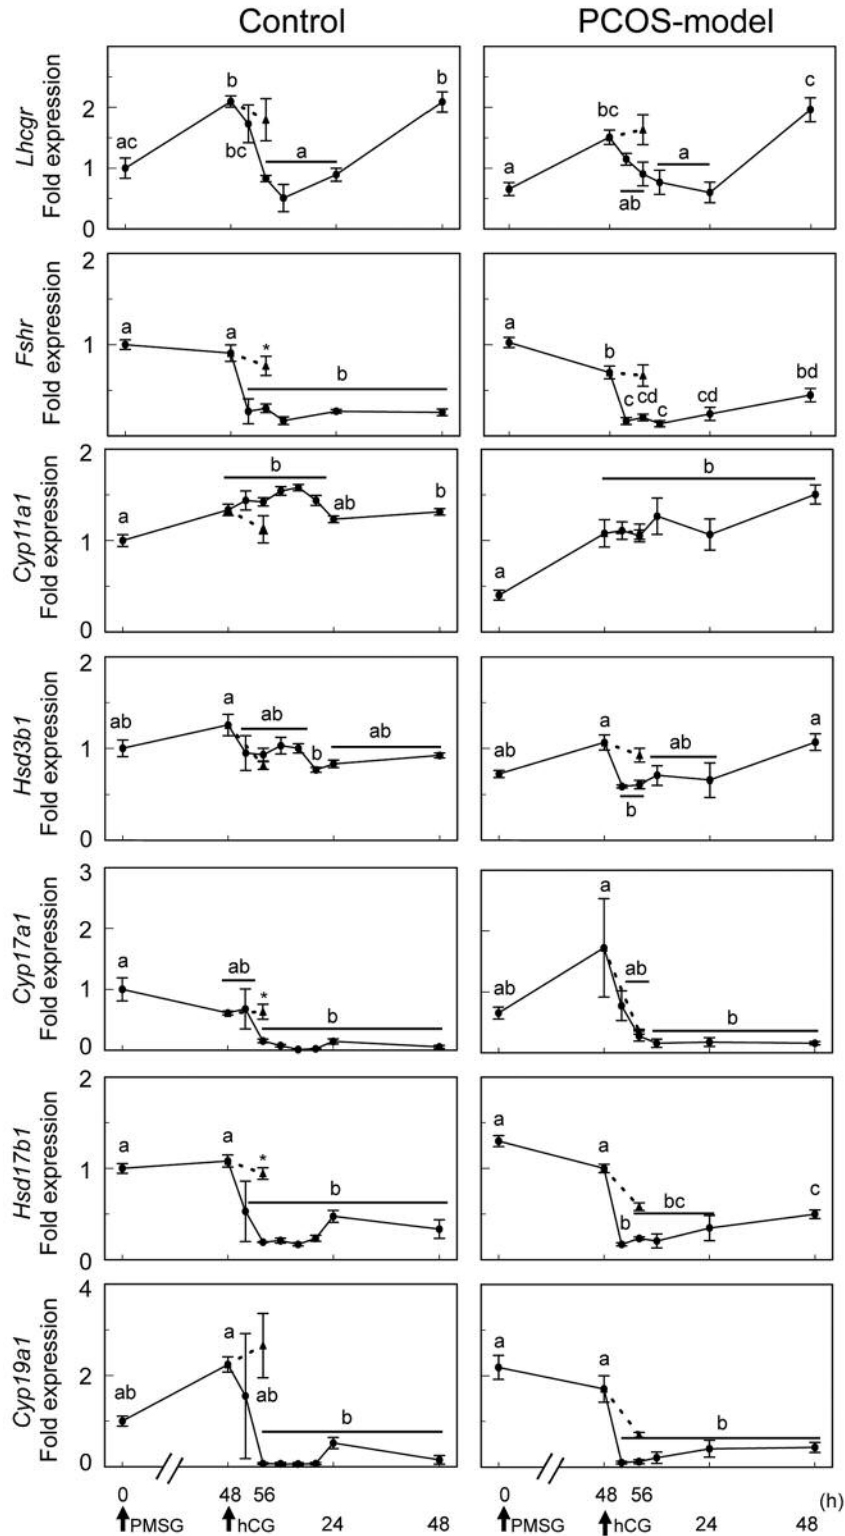 Control PCOS-model
Lhcgr
Fold expression
2
1
0
ac
b
bc
a
b
a
bc
ab
a
c
Fshr
Fold expression
2
1
a
a
*
b
a
b
c
cd
c
cd
bd
Cyp11a1
Fold expression
2
1
0
a
b
ab
b
a
b
Hsd3b1
Fold expression
2
1
0
ab
a
ab
b
ab
ab
a
b
ab
a
Cyp17a1
Fold expression
3
2
1
0
a
ab
*
b
ab
a
ab
b
Hsd17b1
Fold expression
2
1
0
a
a
*
b
a
a
b
bc
c
Cyp19a1
Fold expression
4
2
0
ab
a
ab
b
a
a
b
0 48 56 0 48 56 (h)
PMSG hCG 24 48 PMSG hCG 24 48